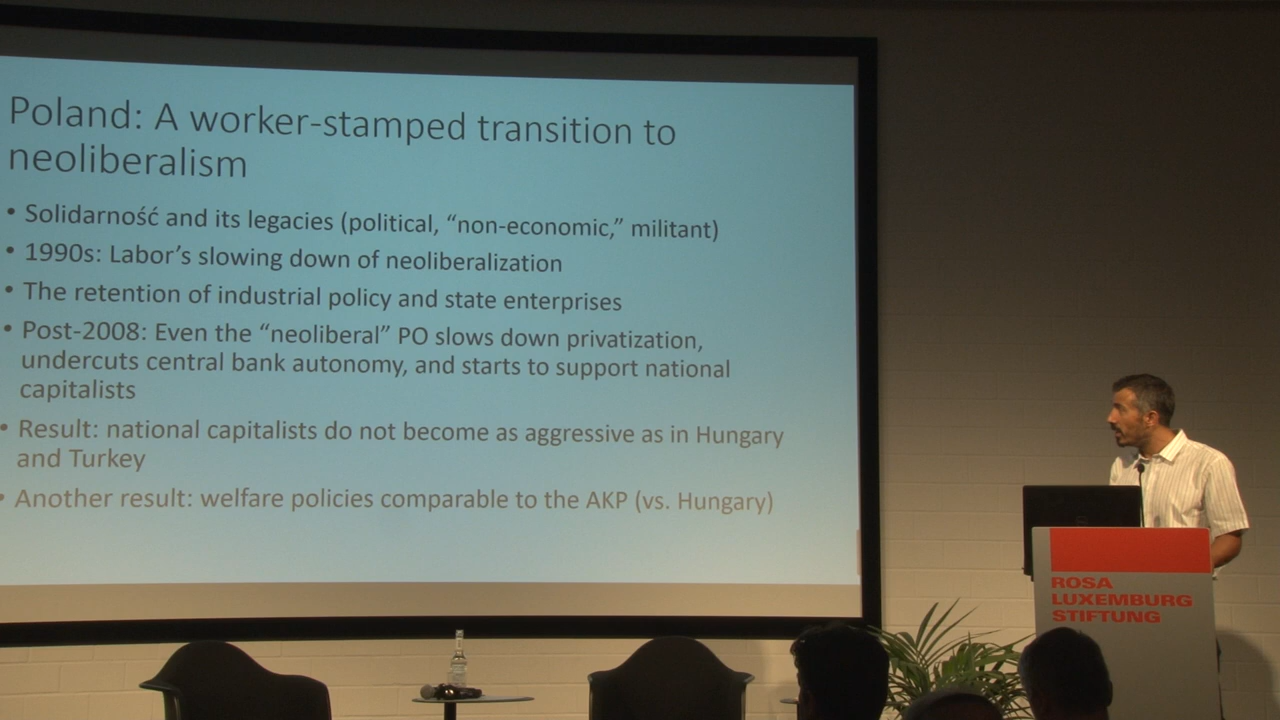 Poland: A worker-stamped transition to
neoliberalism
• Solidarność and its legacies (political, “non-economic,” militant)
• 1990s: Labor’s slowing down of neoliberalization
• The retention of industrial policy and state enterprises
• Post-2008: Even the “neoliberal” PO slows down privatization,
undercuts central bank autonomy, and starts to support national
capitalists
• Result: national capitalists do not become as aggressive as in Hungary
and Turkey
• Another result: welfare policies comparable to the AKP (vs. Hungary)
ROSA
LUXEMBURG
STIFTUNG